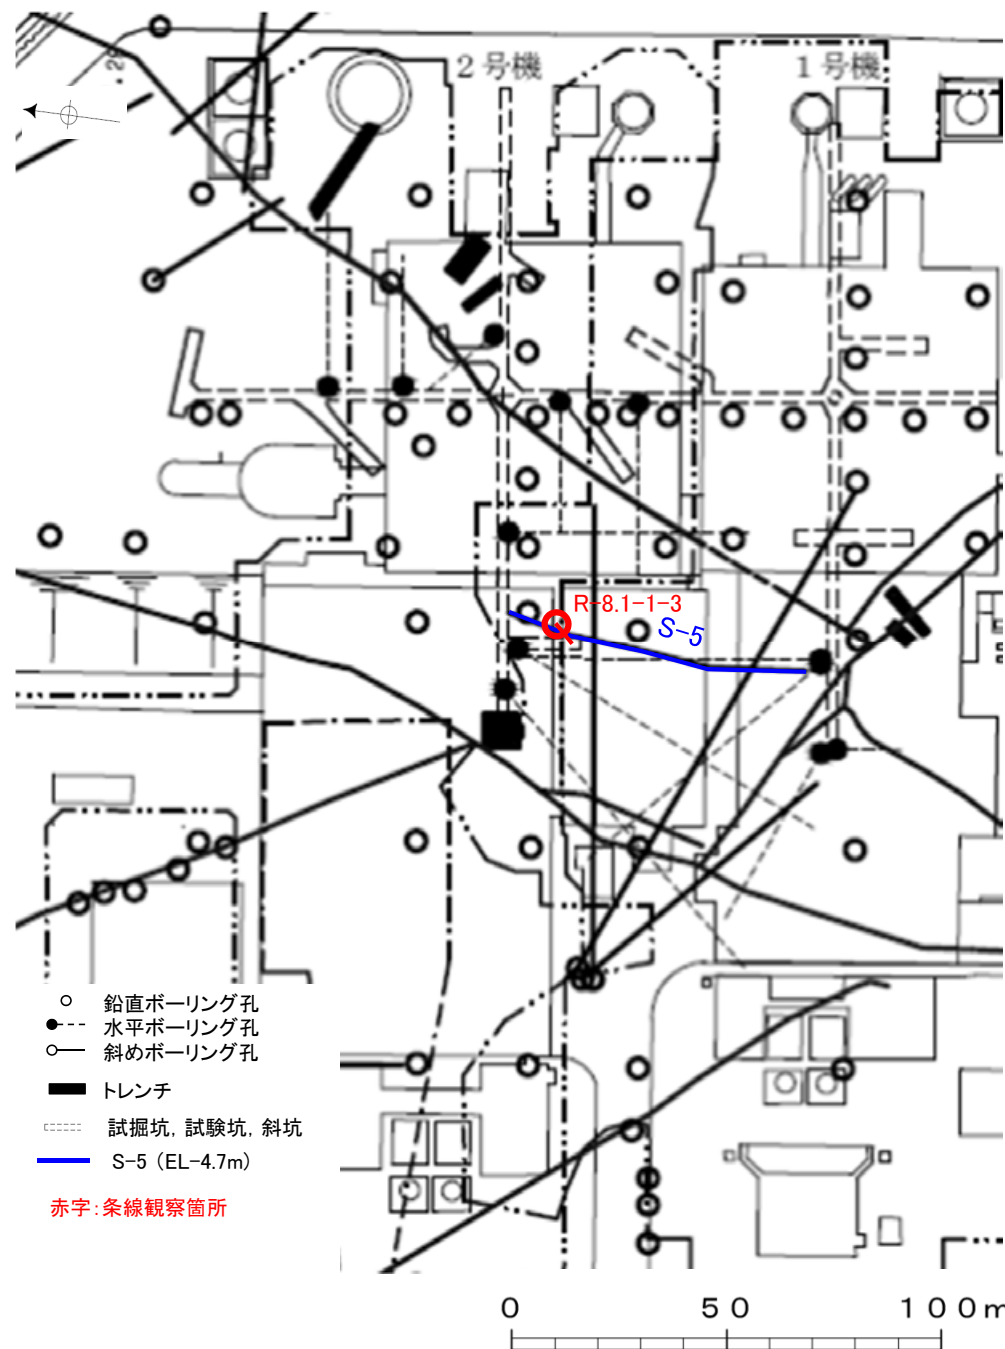 2号機
1号機
R-8.1-1-3
S-5
鉛直ボーリング孔
水平ボーリング孔
斜めボーリング孔
トレンチ
試掘坑, 試験坑, 斜坑
S-5 (EL-4.7m)
赤字:条線観察箇所
0 50 100m